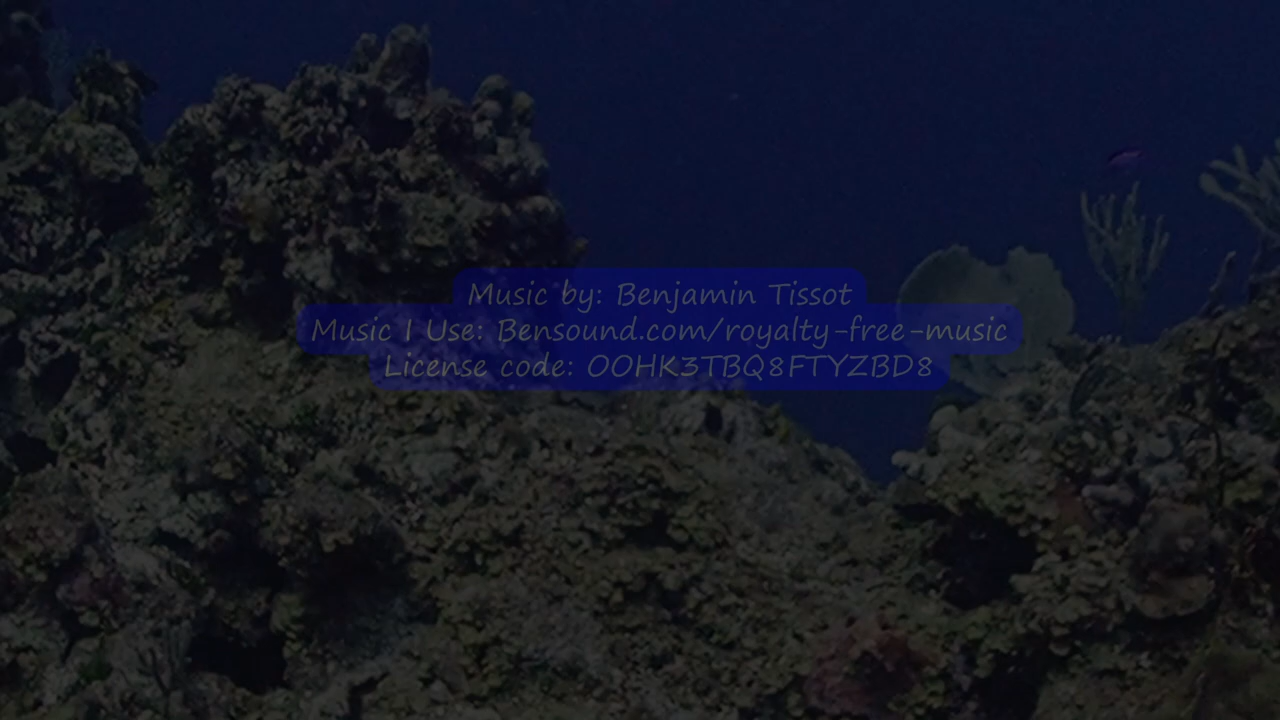 Music by: Benjamin Tissot
Music I Use: Bensound.com/royalty-free-music
License code: OOHK3TBQ8FTYZBD8